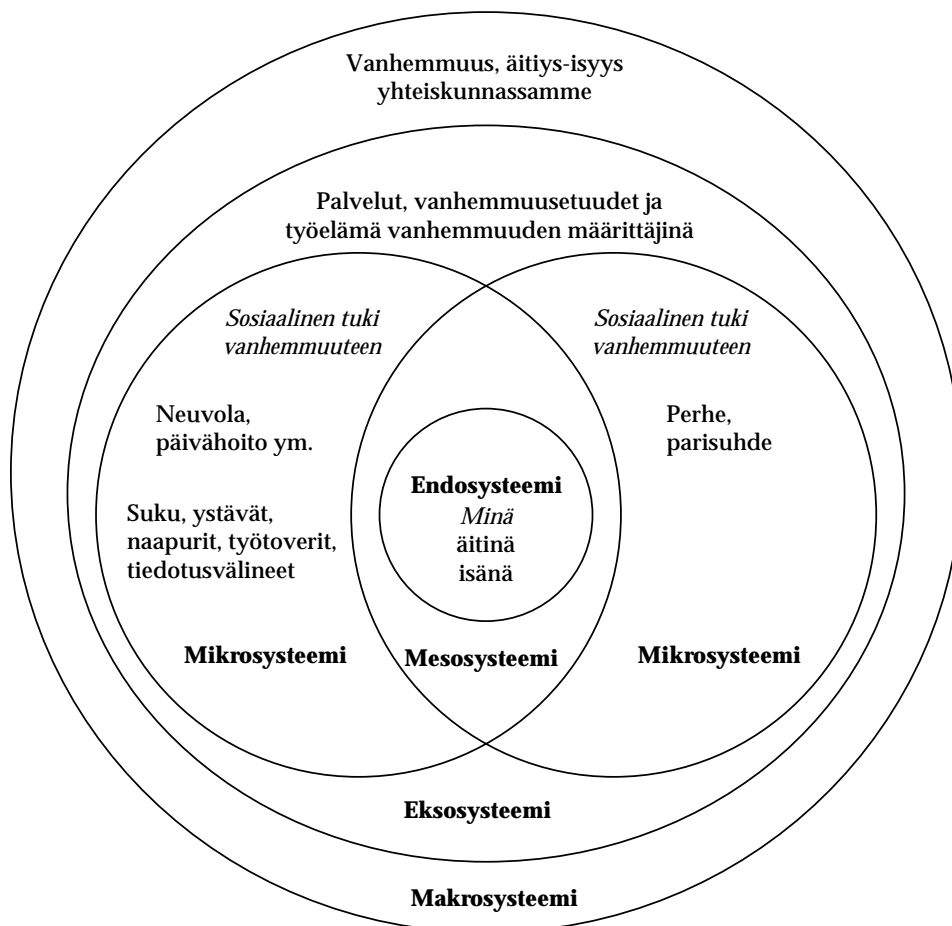 Vanhemmuus, äitiys-isyys
yhteiskunnassamme
Palvelut, vanhemmuusetuudet ja
työelämä vanhemmuuden määrittäjinä
Sosiaalinen tuki
vanhemmuuteen
Neuvola,
päivähoito ym.
Suku, ystävät,
naapurit, työtoverit,
tiedotusvälineet
Mikrosysteemi
Endosysteemi
Minä
äitinä
isänä
Mesosysteemi
Sosiaalinen tuki
vanhemmuuteen
Perhe,
parisuhde
Mikrosysteemi
Eksosysteemi
Makrosysteemi